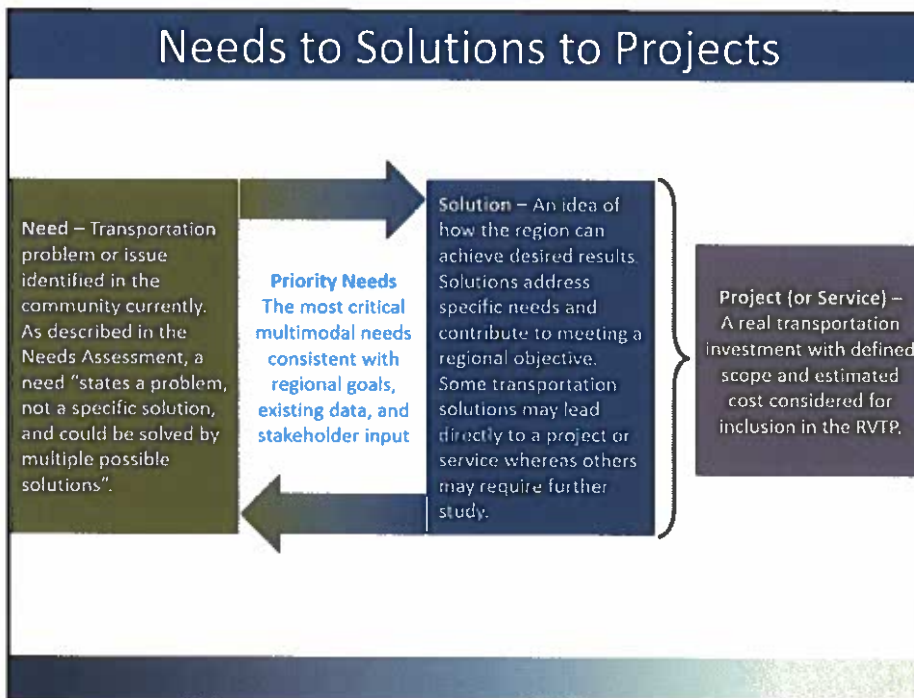 Needs to Solutions to Projects
Need – Transportation
problem or issue
identified in the
community currently.
As described in the
Needs Assessment, a
need “states a problem,
not a specific solution,
and could be solved by
multiple possible
solutions”.
Priority Needs
The most critical
multimodal needs
consistent with
regional goals,
existing data, and
stakeholder input
Solution – An idea of
how the region can
achieve desired results.
Solutions address
specific needs and
contribute to meeting a
regional objective.
Some transportation
solutions may lead
directly to a project or
service whereas others
may require further
study.
Project (or Service) –
A real transportation
investment with defined
scope and estimated
cost considered for
inclusion in the RVTP.